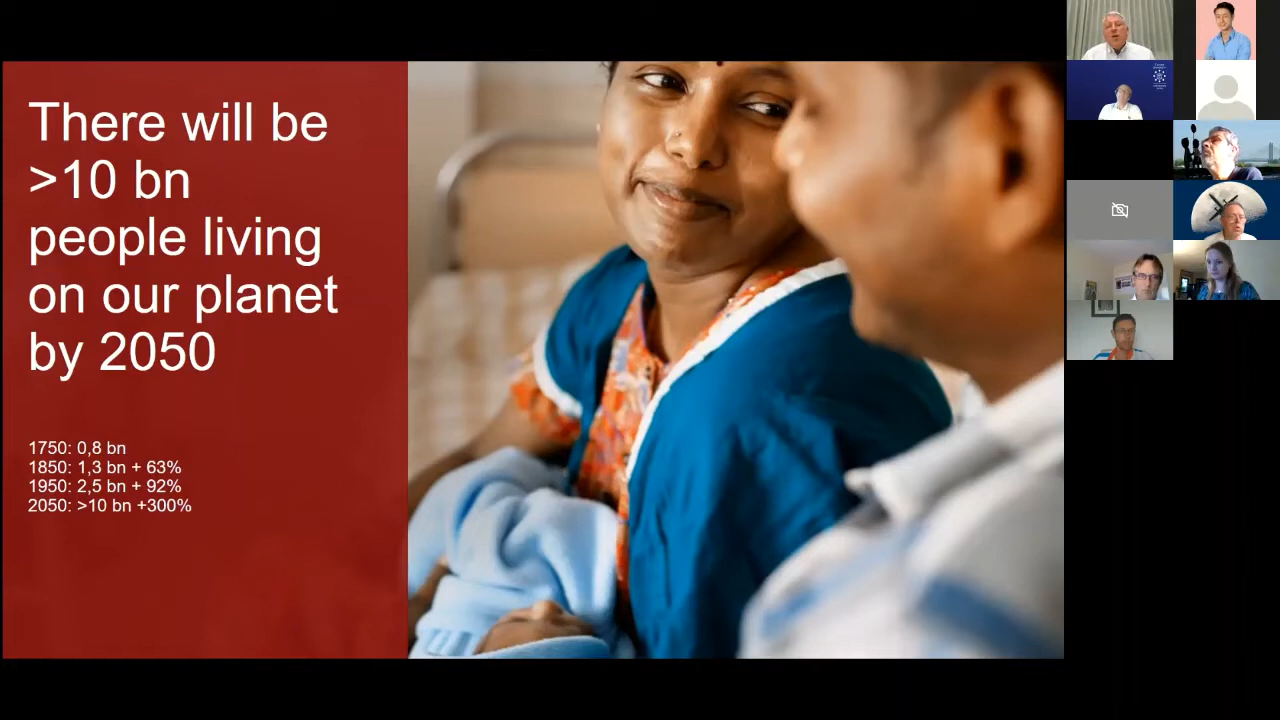 There will be
>10 bn
people living
on our planet
by 2050
1750: 0,8 bn
1850: 1,3 bn + 63%
1950: 2,5 bn + 92%
2050: >10 bn +300%